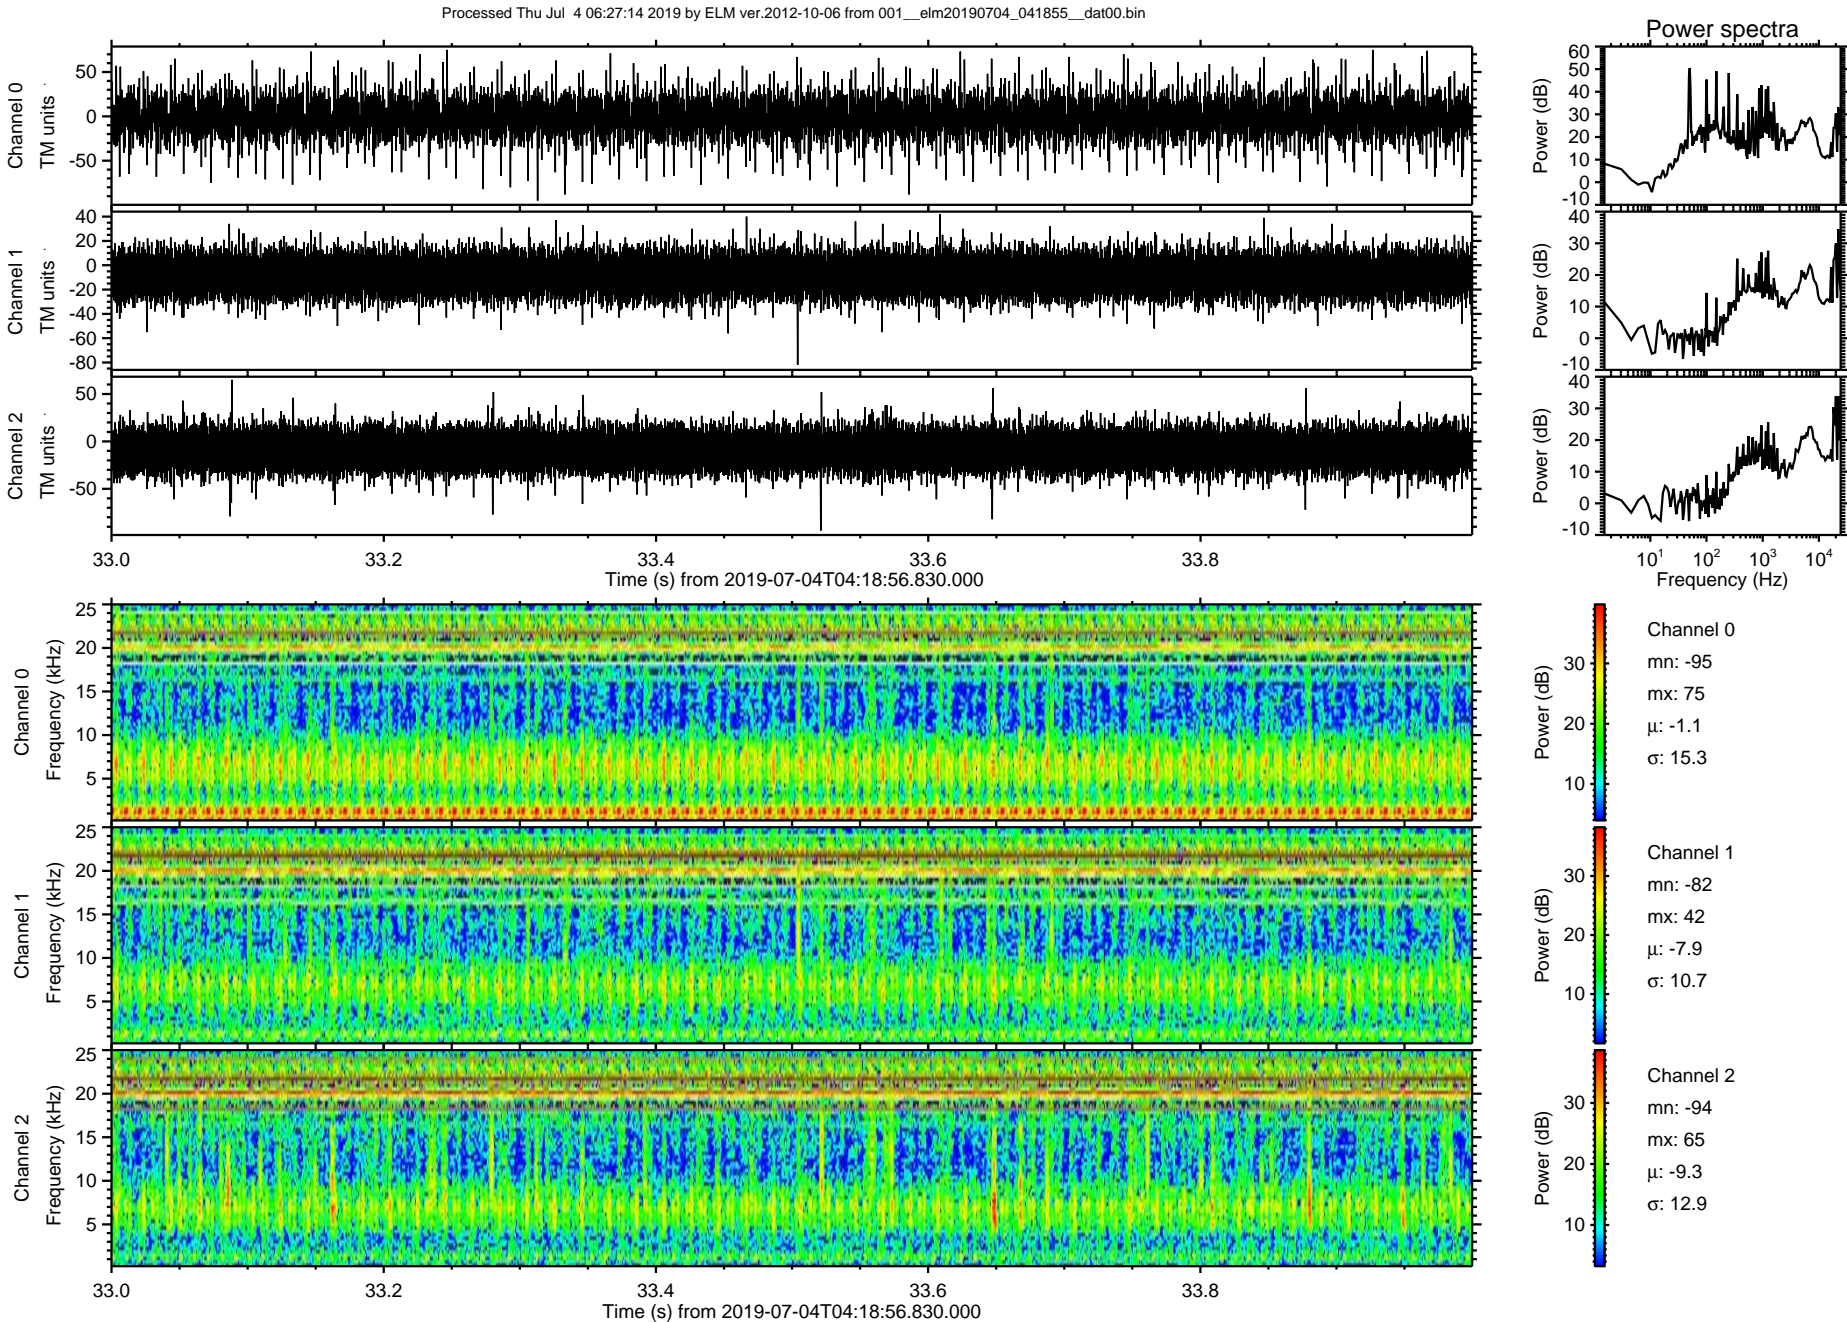 Processed Thu Jul  4 06:27:14 2019 by ELM ver.2012-10-06 from 001__elm20190704_041855__dat00.bin
Power spectra
Channel 0
TM units
50
0
-50
Power (dB)
60
50
40
30
20
10
0
-10
Channel 1
TM units
40
20
0
-20
-40
-60
-80
Power (dB)
40
30
20
10
0
-10
Channel 2
TM units
50
0
-50
Power (dB)
40
30
20
10
0
-10
33.0 33.2 33.4 33.6 33.8
Time (s) from 2019-07-04T04:18:56.830.000
10^1 10^2 10^3 10^4
Frequency (Hz)
Channel 0
Frequency (kHz)
25
20
15
10
5
Power (dB)
30
20
10
Channel 0
mn: -95
mx: 75
μ: -1.1
σ: 15.3
Channel 1
Frequency (kHz)
25
20
15
10
5
Power (dB)
30
20
10
Channel 1
mn: -82
mx: 42
μ: -7.9
σ: 10.7
Channel 2
Frequency (kHz)
25
20
15
10
5
Power (dB)
30
20
10
Channel 2
mn: -94
mx: 65
μ: -9.3
σ: 12.9
33.0 33.2 33.4 33.6 33.8
Time (s) from 2019-07-04T04:18:56.830.000